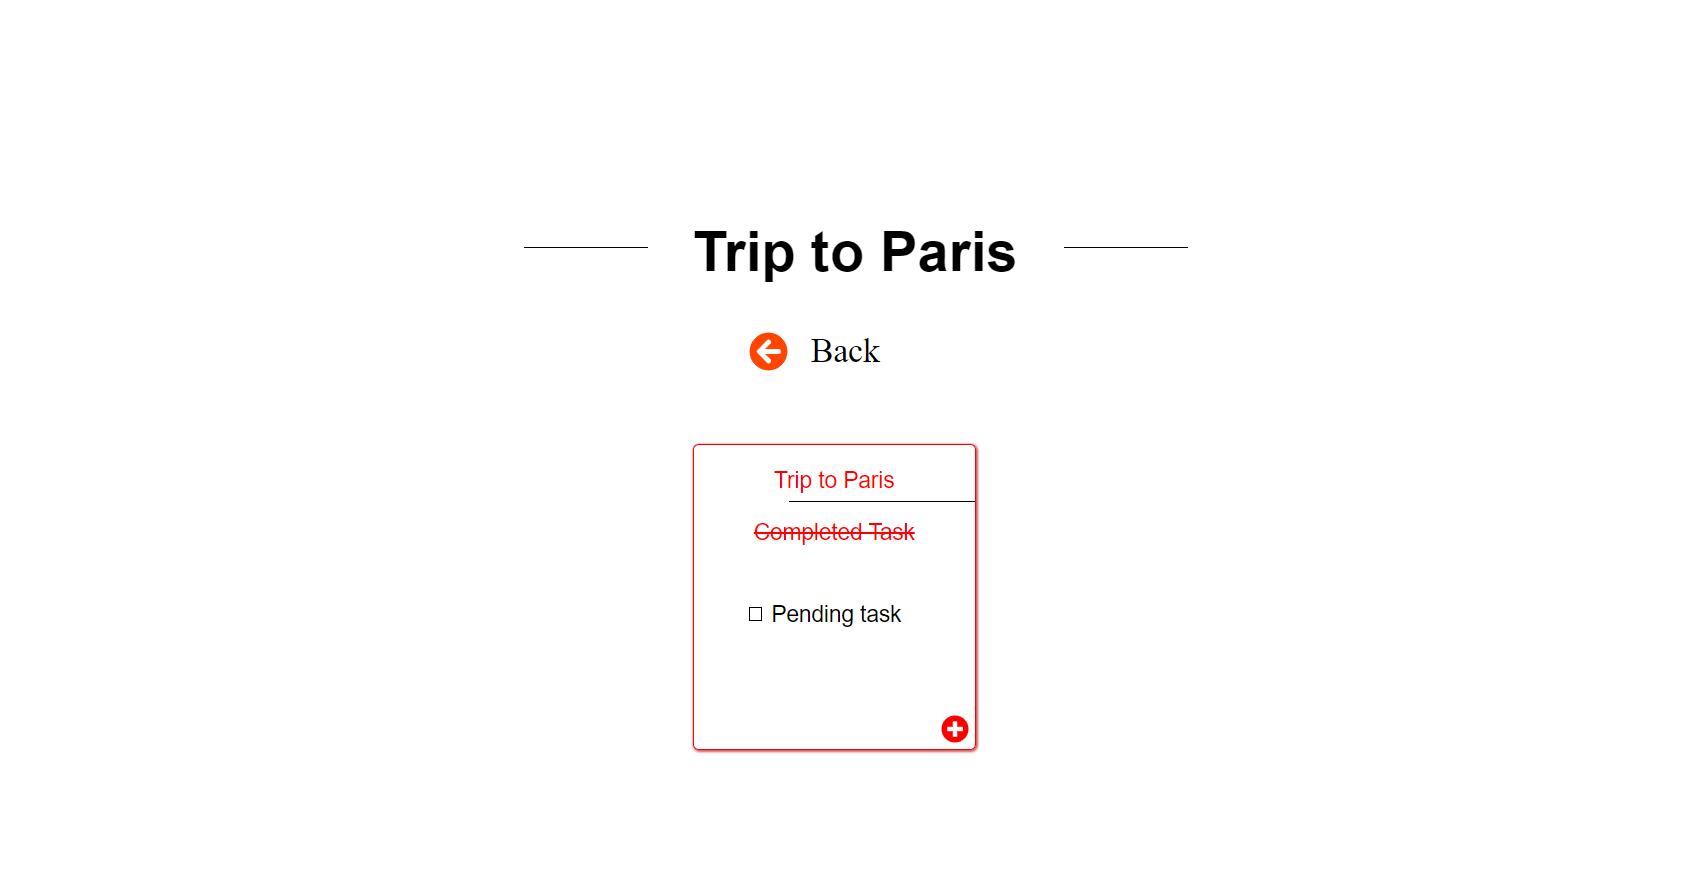 Trip to Paris
Back
Trip to Paris
Completed Task
Pending task